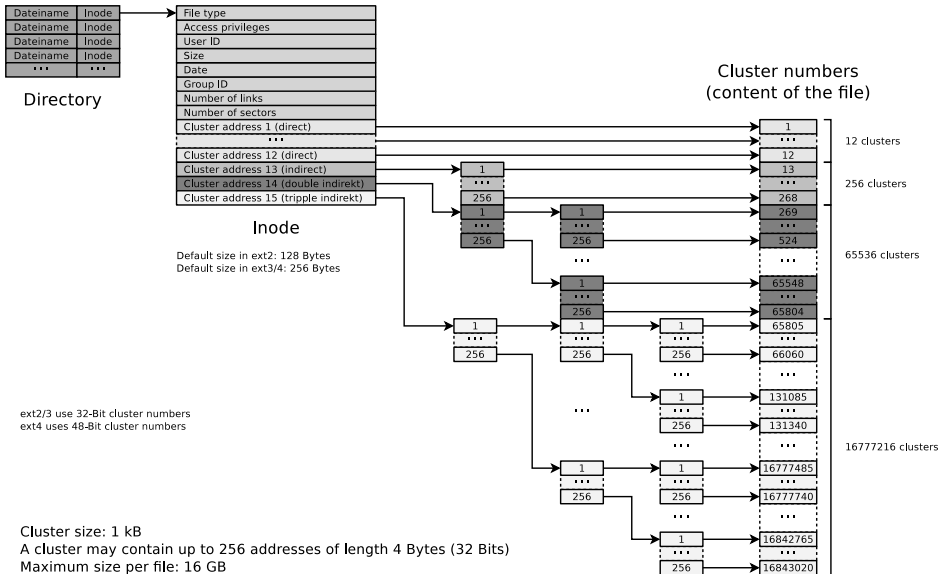 Dateiname Inode
Dateiname Inode
Dateiname Inode
Dateiname Inode
... ...
Directory
File type
Access privileges
User ID
Size
Date
Group ID
Number of links
Number of sectors
Cluster address 1 (direct)
...
Cluster address 12 (direct)
Cluster address 13 (indirect)
Cluster address 14 (double indirekt)
Cluster address 15 (tripple indirekt)
Inode
Default size in ext2: 128 Bytes
Default size in ext3/4: 256 Bytes
ext2/3 use 32-Bit cluster numbers
ext4 uses 48-Bit cluster numbers
Cluster size: 1 kB
A cluster may contain up to 256 addresses of length 4 Bytes (32 Bits)
Maximum size per file: 16 GB
1
...
256
1
...
256
1
...
256
1
...
256
...
1
...
256
1
...
256
...
1
...
256
1
...
256
...
1
...
256
...
1
...
256
...
1
...
256
Cluster numbers
(content of the file)
1
...
12
13
...
268
269
...
524
...
65548
...
65804
65805
...
66060
...
131085
...
131340
...
16777485
...
16777740
...
16842765
...
16843020
12 clusters
256 clusters
65536 clusters
16777216 clusters